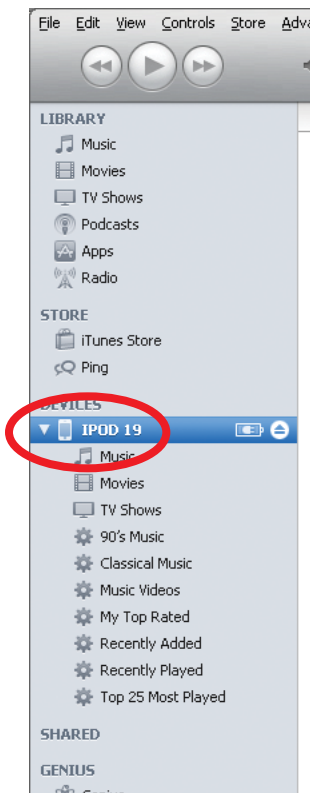 File Edit View Controls Store
LIBRARY
Music
Movies
TV Shows
Podcasts
Apps
Radio
STORE
iTunes Store
Ping
DEVICES
IPOD 19
Music
Movies
TV Shows
90's Music
Classical Music
Music Videos
My Top Rated
Recently Added
Recently Played
Top 25 Most Played
SHARED
GENIUS